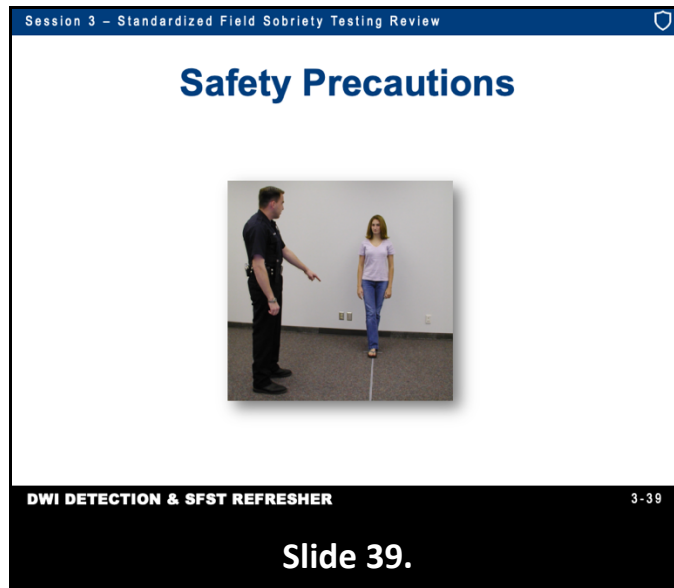 Session 3 – Standardized Field Sobriety Testing Review
Safety Precautions
DWI DETECTION & SFST REFRESHER 3-39
Slide 39.